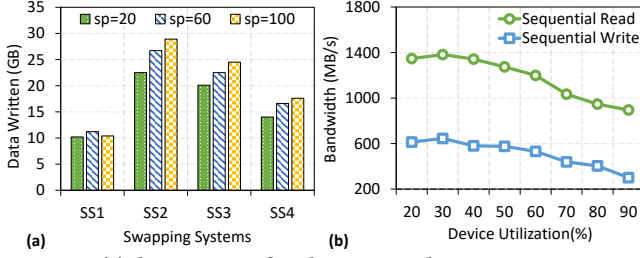 sp=20 sp=60 sp=100
35
30
25
20
15
10
5
0
Data Written (GB)
SS1 SS2 SS3 SS4
Swapping Systems
(a)
Sequential Read
Sequential Write
1800
1400
1000
600
200
Bandwidth (MB/s)
20 30 40 50 60 70 80 90
Device Utilization(%)
(b)